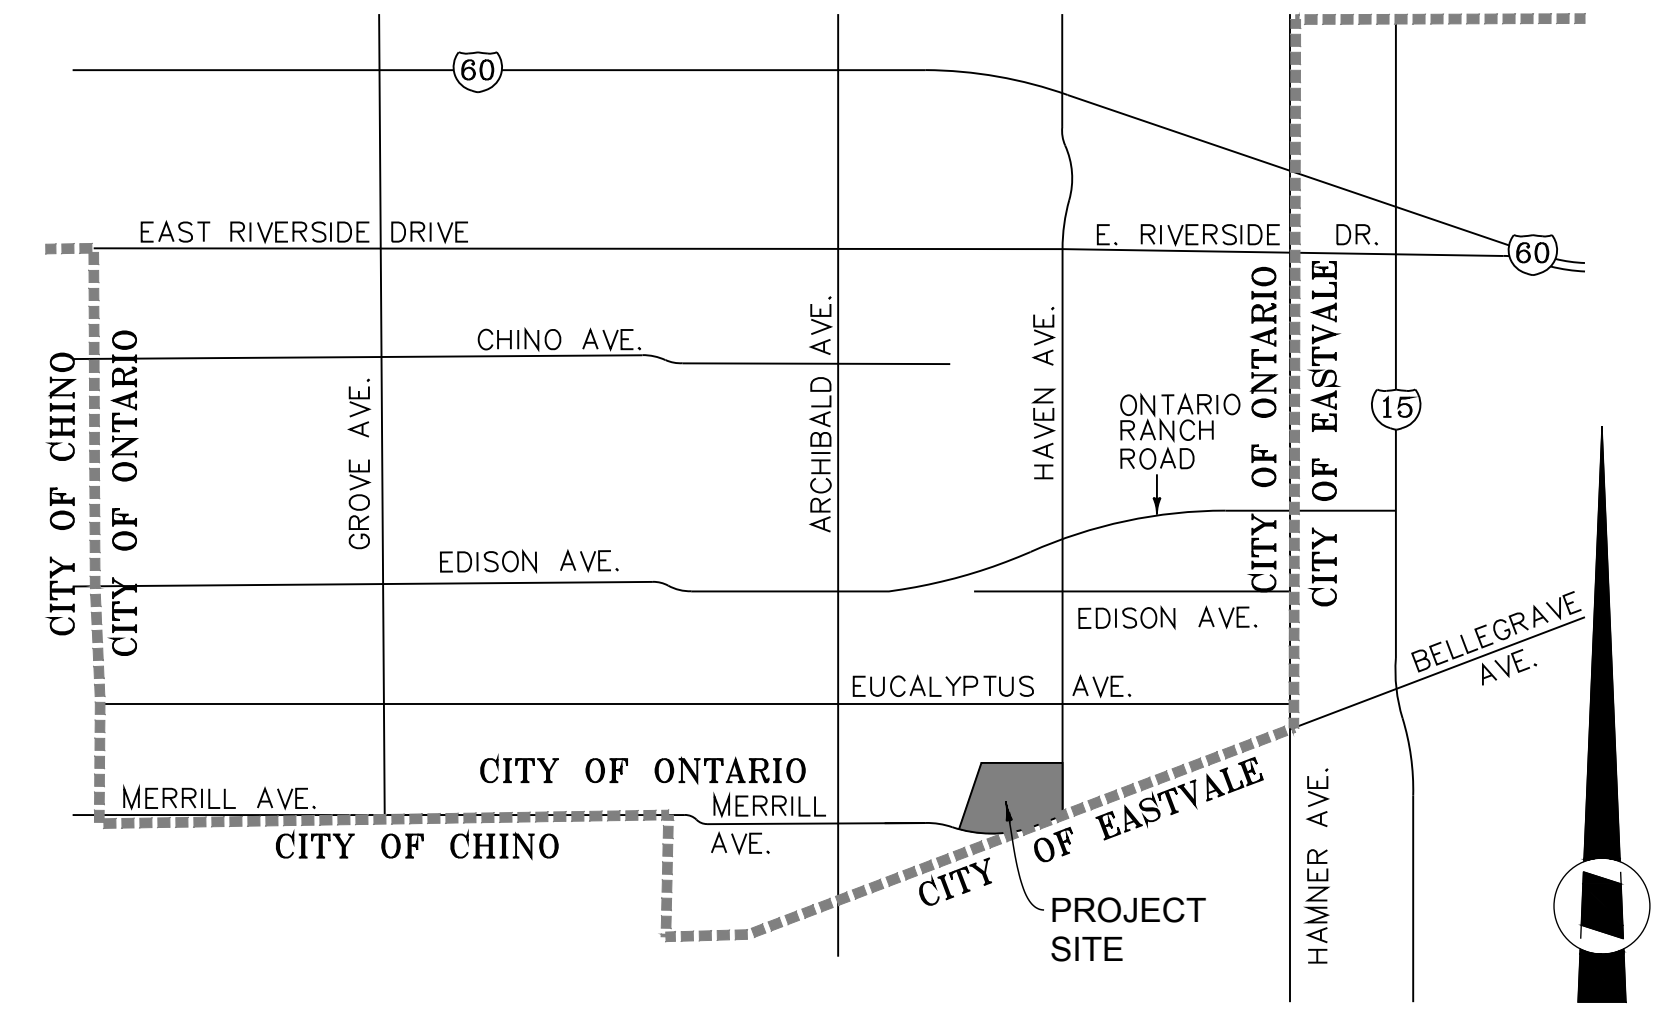 60
EAST RIVERSIDE DRIVE
E. RIVERSIDE DR.
60
CHINO AVE.
CITY OF CHINO
CITY OF ONTARIO
GROVE AVE.
ARCHIBALD AVE.
HAVEN AVE.
ONTARIO
RANCH
ROAD
CITY OF ONTARIO
CITY OF EASTVALE
15
EDISON AVE.
EDISON AVE.
BELLEGRAVE
AVE.
EUCALYPTUS AVE.
CITY OF ONTARIO
MERRILL AVE.
MERRILL
AVE.
CITY OF CHINO
CITY OF EASTVALE
HAMNER AVE.
PROJECT
SITE